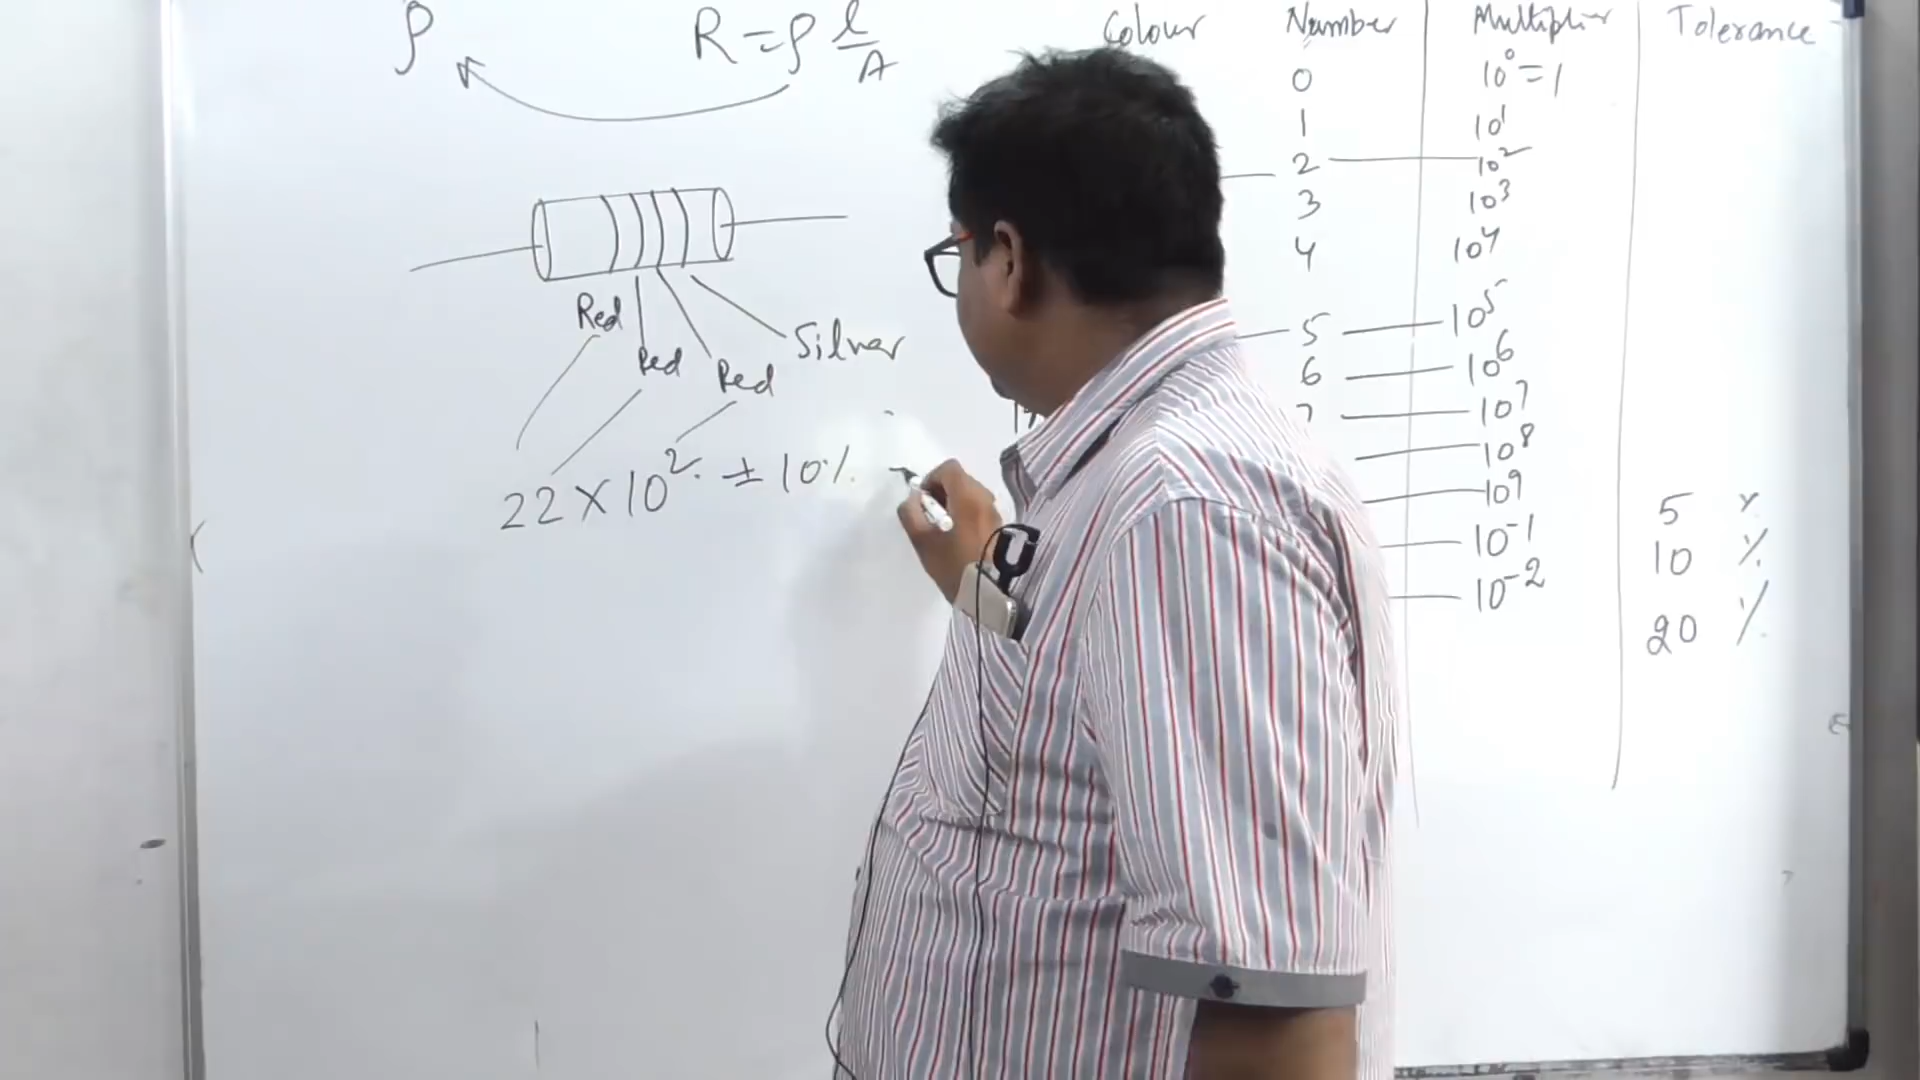 ρ R = ρ l/A
Red
Red
Red
Silver
22 × 10² ± 10%
Colour Number Multiplier Tolerance
0 10⁰ = 1
1 10¹
2 10²
3 10³
4 10⁴
5 10⁵
6 10⁶
7 10⁷
10⁸
10⁹
10⁻¹ 5 %
10⁻² 10 %
20 %